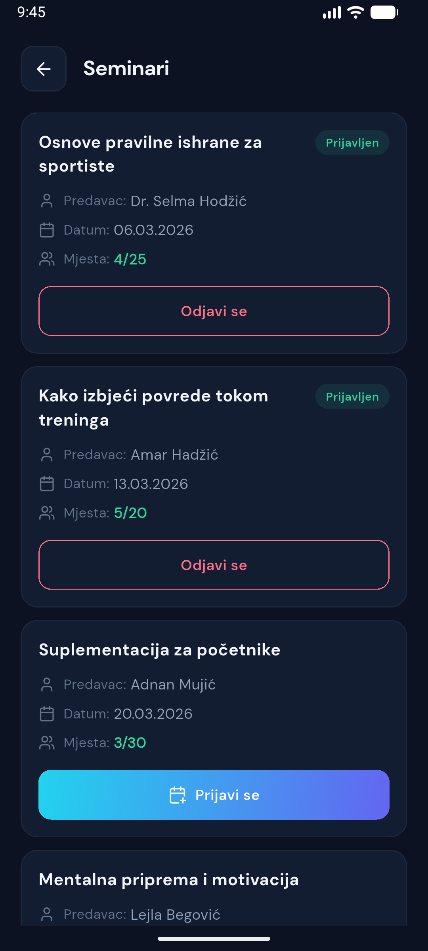 9:45
Seminari
Osnove pravilne ishrane za
sportiste
Prijavljen
Predavac: Dr. Selma Hodžić
Datum: 06.03.2026
Mjesta: 4/25
Odjavi se
Kako izbjeći povrede tokom
treninga
Prijavljen
Predavac: Amar Hadžić
Datum: 13.03.2026
Mjesta: 5/20
Odjavi se
Suplementacija za početnike
Predavac: Adnan Mujić
Datum: 20.03.2026
Mjesta: 3/30
Prijavi se
Mentalna priprema i motivacija
Predavac: Lejla Begović